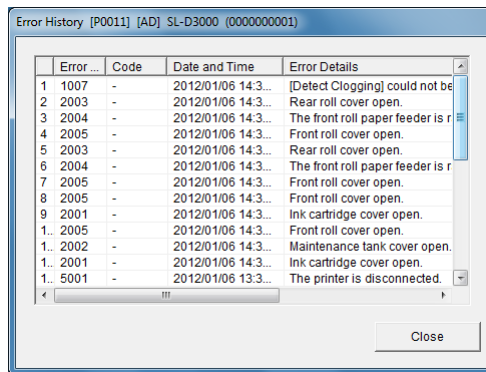 Error History [P0011] [AD] SL-D3000 (0000000001)
Error ... Code Date and Time Error Details
1 1007 - 2012/01/06 14:3... [Detect Clogging] could not be
2 2003 - 2012/01/06 14:3... Rear roll cover open.
3 2004 - 2012/01/06 14:3... The front roll paper feeder is r
4 2005 - 2012/01/06 14:3... Front roll cover open.
5 2003 - 2012/01/06 14:3... Rear roll cover open.
6 2004 - 2012/01/06 14:3... The front roll paper feeder is r
7 2005 - 2012/01/06 14:3... Front roll cover open.
8 2005 - 2012/01/06 14:3... Front roll cover open.
9 2001 - 2012/01/06 14:3... Ink cartridge cover open.
1.. 2005 - 2012/01/06 14:3... Front roll cover open.
1.. 2002 - 2012/01/06 14:3... Maintenance tank cover open.
1.. 2001 - 2012/01/06 14:3... Ink cartridge cover open.
1.. 5001 - 2012/01/06 13:3... The printer is disconnected.
Close